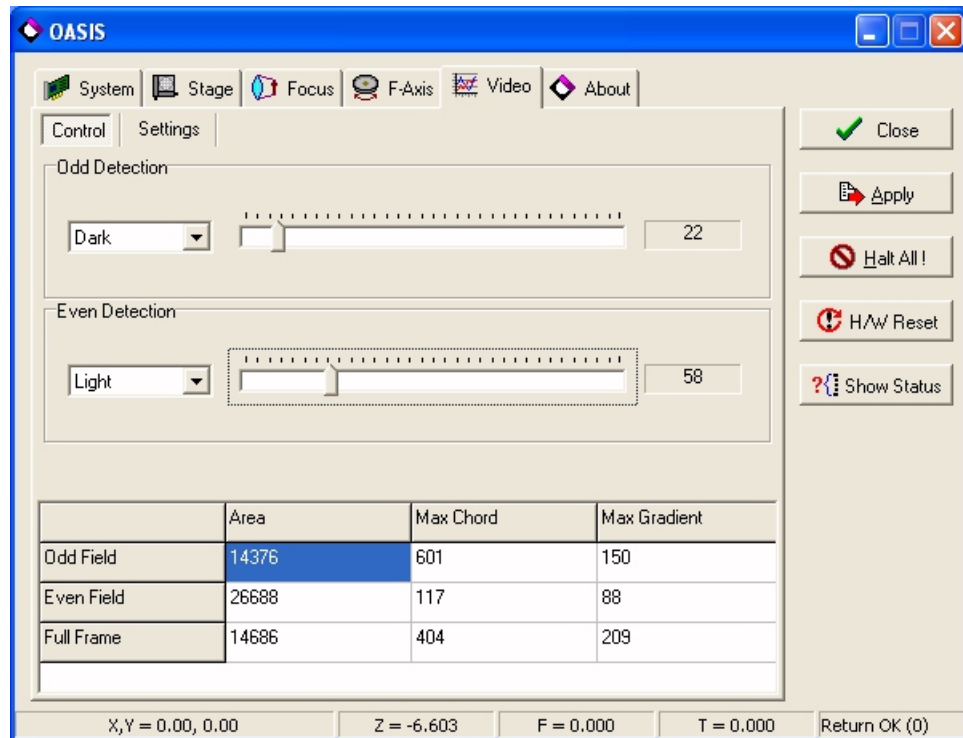 OASIS
System Stage Focus F-Axis Video About
Control Settings
Odd Detection
Dark 22
Even Detection
Light 58
Area Max Chord Max Gradient
Odd Field 14376 601 150
Even Field 26688 117 88
Full Frame 14686 404 209
Close
Apply
Halt All !
H/W Reset
?{ Show Status
X,Y = 0.00, 0.00 Z = -6.603 F = 0.000 T = 0.000 Return OK (0)